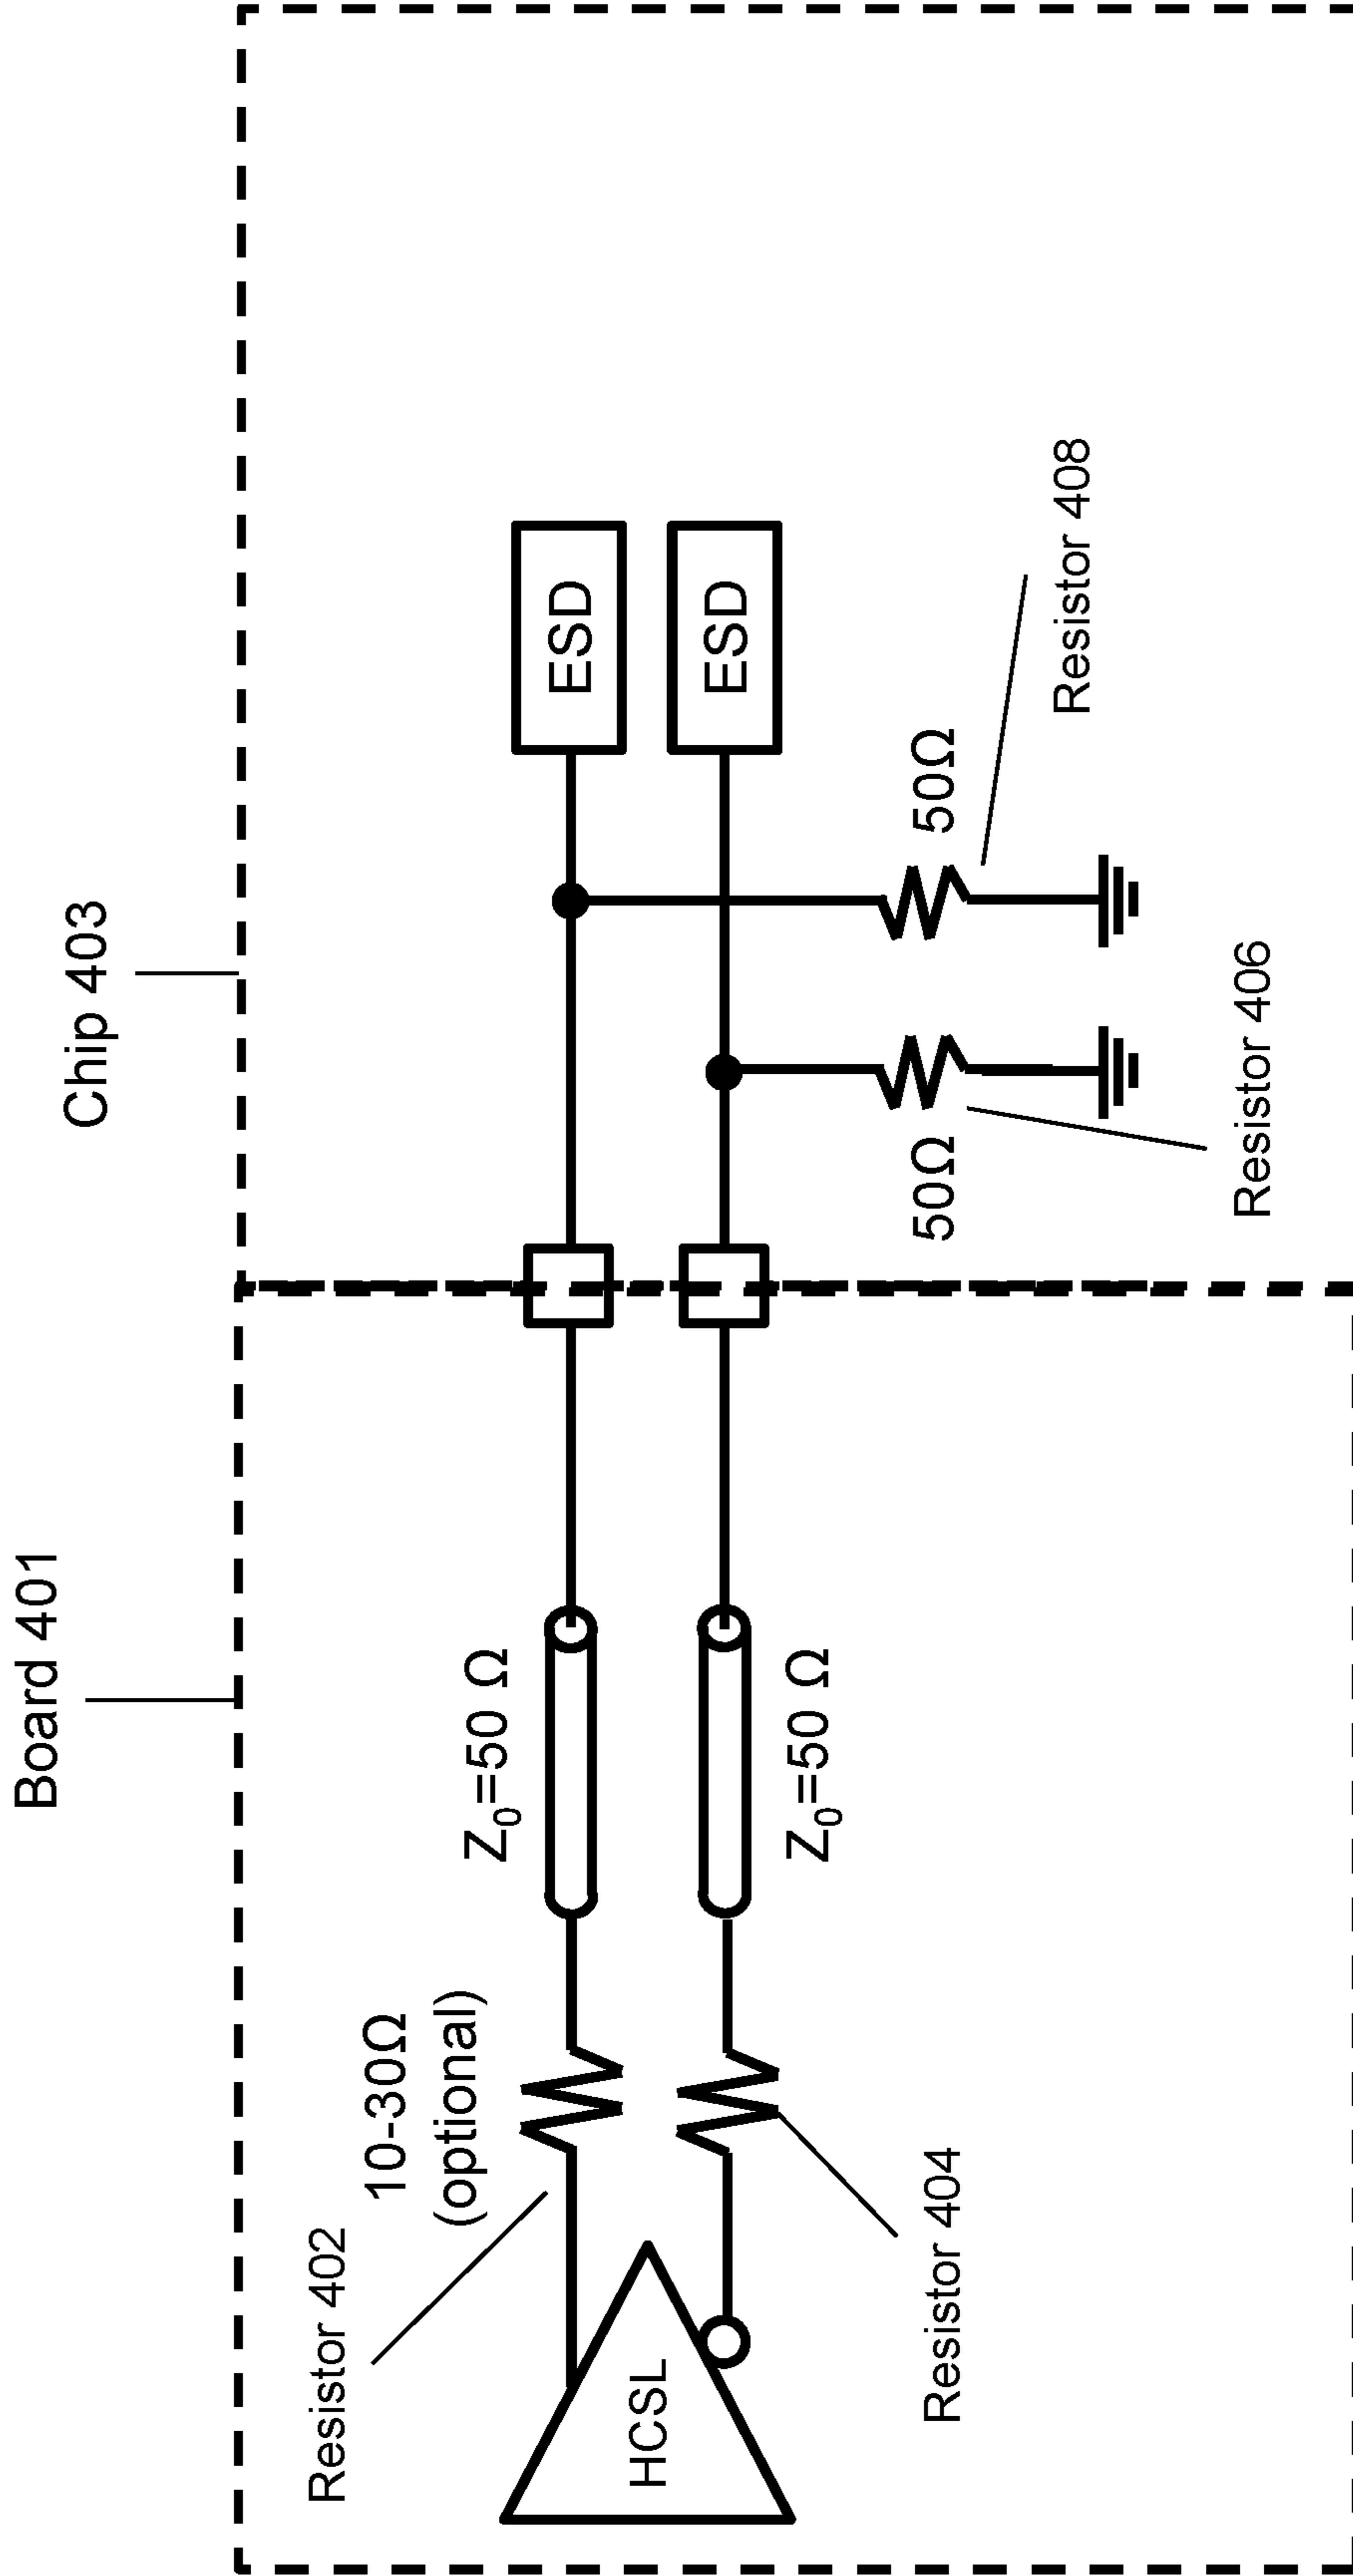 Board 401
Chip 403
Resistor 402
10-30Ω
(optional)
Z₀=50 Ω
ESD
HCSL
Z₀=50 Ω
ESD
Resistor 404
50Ω
50Ω
Resistor 406
Resistor 408